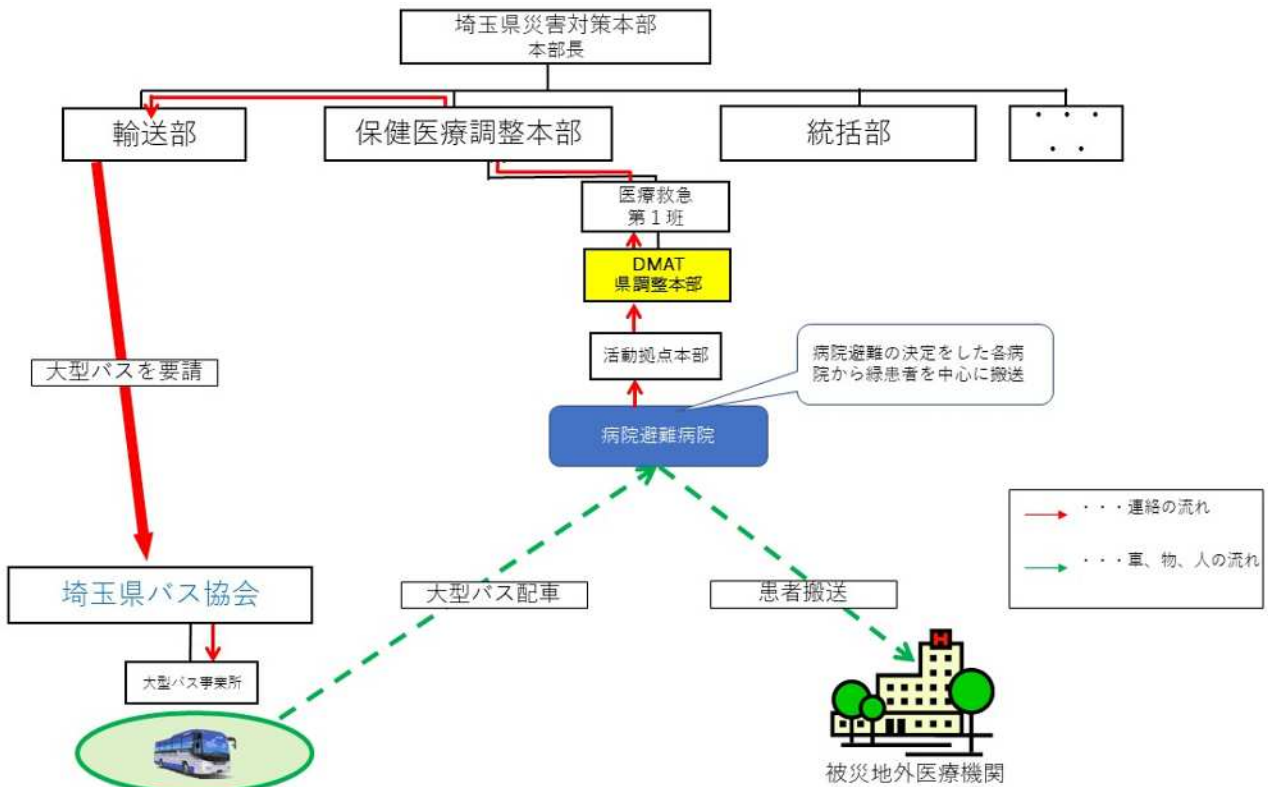 埼玉県災害対策本部
本部長
輸送部
保健医療調整本部
統括部
・・・
・・
医療救急
第１班
DMAT
県調整本部
活動拠点本部
病院避難の決定をした各病
院から緑患者を中心に搬送
大型バスを要請
病院避難病院
・・・連絡の流れ
・・・車、物、人の流れ
埼玉県バス協会
大型バス配車
患者搬送
大型バス事業所
H
被災地外医療機関